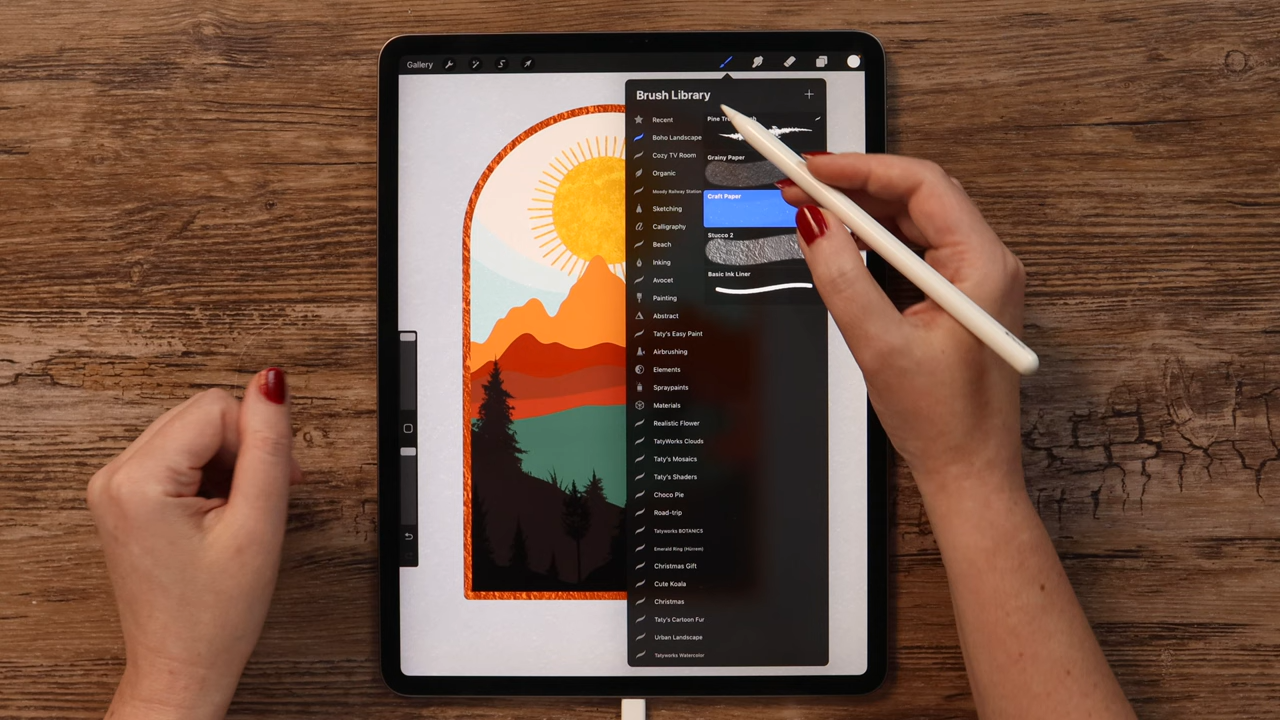 Gallery
Brush Library
Recent
Boho Landscape
Cozy TV Room
Organic
Moody Railway Station
Sketching
Calligraphy
Beach
Inking
Avocet
Painting
Abstract
Taty's Easy Paint
Airbrushing
Elements
Spraypaints
Materials
Realistic Flower
TatyWorks Clouds
Taty's Mosaics
Taty's Shaders
Choco Pie
Road-trip
Tatyworks BOTANICS
Emerald Ring (Hürrem)
Christmas Gift
Cute Koala
Christmas
Taty's Cartoon Fur
Urban Landscape
Tatyworks Watercolor
Pine
Grainy Paper
Craft Paper
Stucco 2
Basic Ink Liner